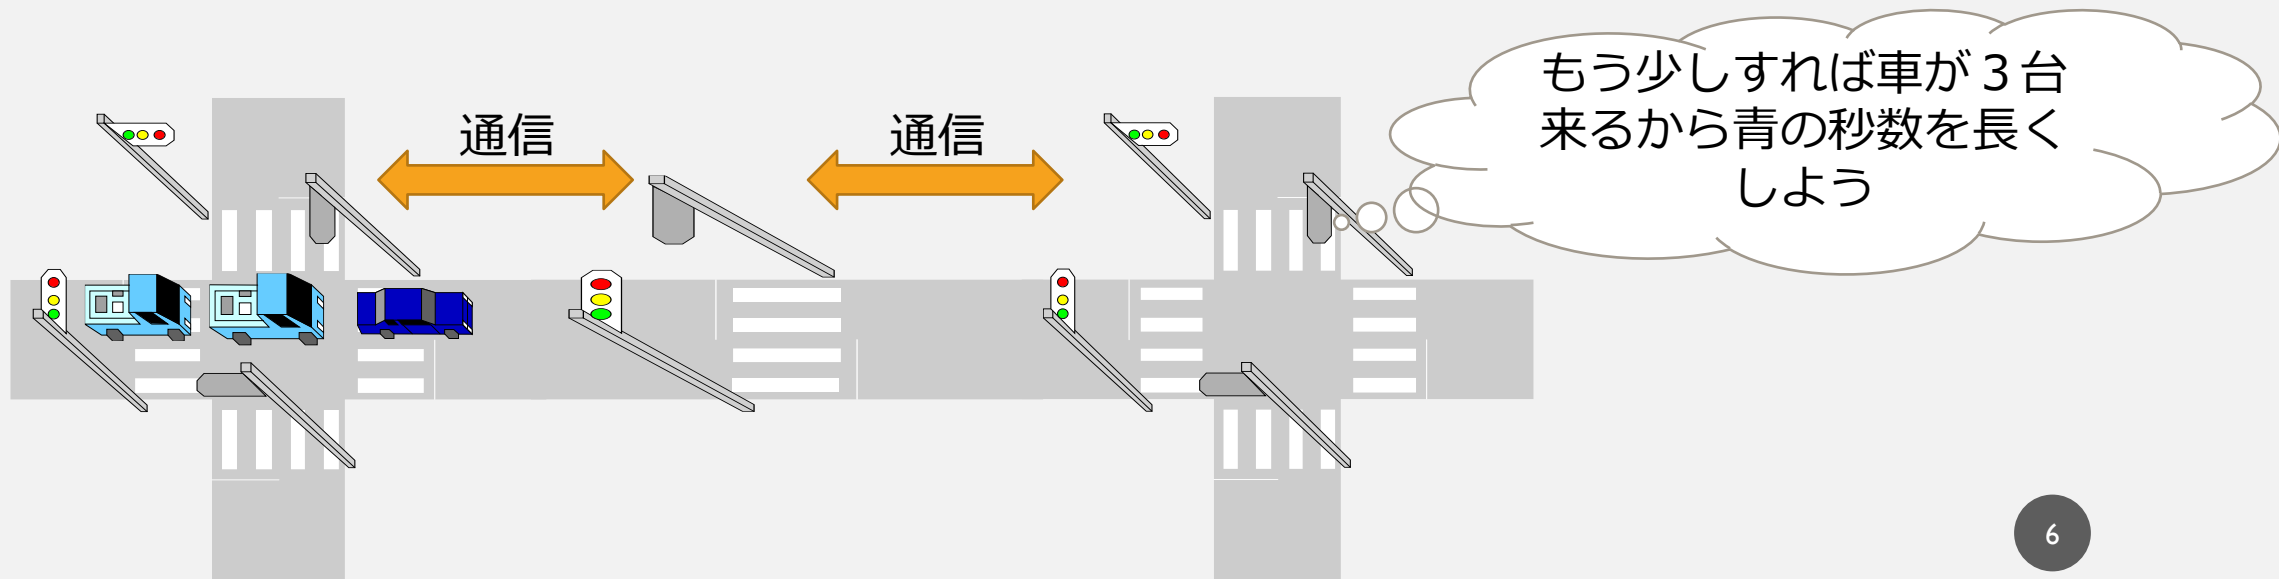 通信
通信
もう少しすれば車が３台
来るから青の秒数を長く
しよう
6